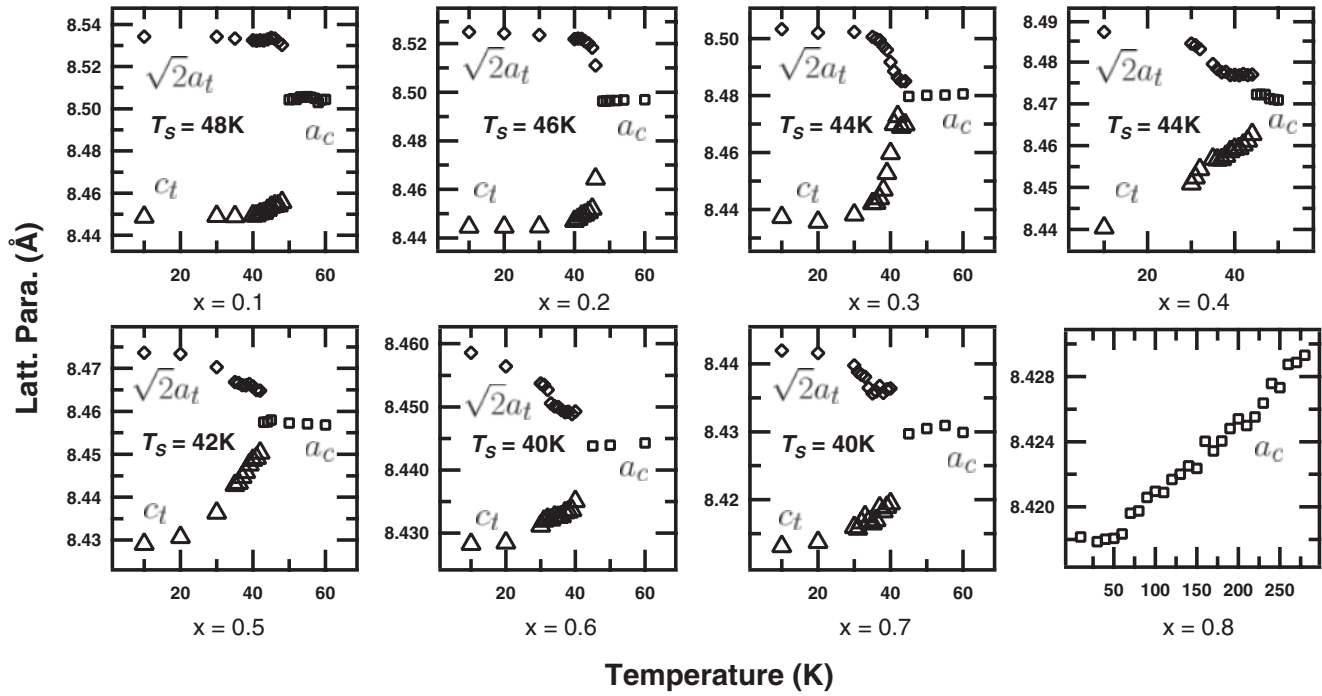 Latt. Para. (Å)
8.54
8.52
8.50
8.48
8.46
8.44
√2a_t
T_S = 48K
a_c
c_t
20 40 60
x = 0.1
8.52
8.50
8.48
8.46
8.44
√2a_t
T_S = 46K
a_c
c_t
20 40 60
x = 0.2
8.50
8.48
8.46
8.44
√2a_t
T_S = 44K
a_c
c_t
20 40 60
x = 0.3
8.49
8.48
8.47
8.46
8.45
8.44
√2a_t
T_S = 44K
a_c
c_t
20 40
x = 0.4
8.47
8.46
8.45
8.44
8.43
√2a_t
T_S = 42K
a_c
c_t
20 40 60
x = 0.5
8.460
8.450
8.440
8.430
√2a_t
T_S = 40K
a_c
c_t
20 40 60
x = 0.6
8.44
8.43
8.42
√2a_t
T_S = 40K
a_c
c_t
20 40 60
x = 0.7
8.428
8.424
8.420
a_c
50 100 150 200 250
x = 0.8
Temperature (K)